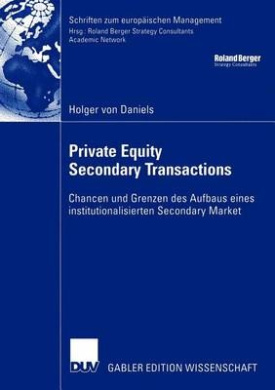 Schriften zum europäischen Management
Hrsg.: Roland Berger Strategy Consultants
Academic Network
Roland Berger
Strategy Consultants
Holger von Daniels
Private Equity
Secondary Transactions
Chancen und Grenzen des Aufbaus eines
institutionalisierten Secondary Market
DUV
GABLER EDITION WISSENSCHAFT